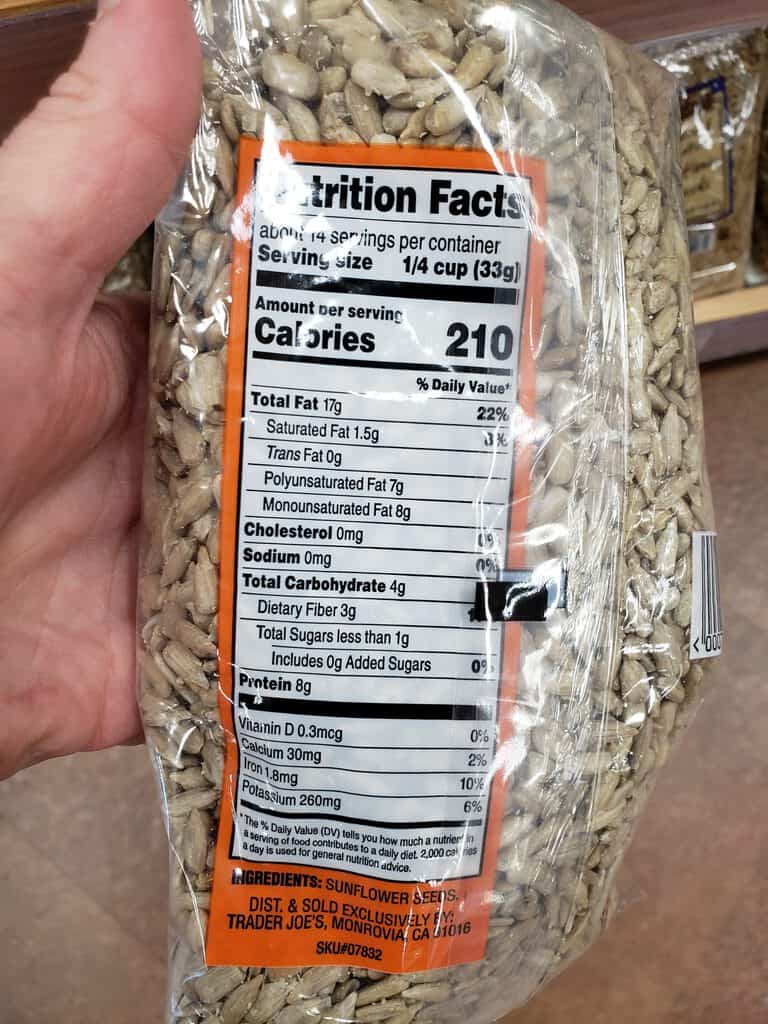 Nutrition Facts
about 14 servings per container
Serving size 1/4 cup (33g)
Amount per serving
Calories 210
% Daily Value*
Total Fat 17g 22%
Saturated Fat 1.5g 8%
Trans Fat 0g
Polyunsaturated Fat 7g
Monounsaturated Fat 8g
Cholesterol 0mg 0%
Sodium 0mg 0%
Total Carbohydrate 4g
Dietary Fiber 3g
Total Sugars less than 1g
Includes 0g Added Sugars 0%
Protein 8g
Vitamin D 0.3mcg 0%
Calcium 30mg 2%
Iron 1.8mg 10%
Potassium 260mg 6%
*The % Daily Value (DV) tells you how much a nutrient in
a serving of food contributes to a daily diet. 2,000 calories
a day is used for general nutrition advice.
INGREDIENTS: SUNFLOWER SEEDS.
DIST. & SOLD EXCLUSIVELY BY:
TRADER JOE'S, MONROVIA, CA 91016
SKU#07832